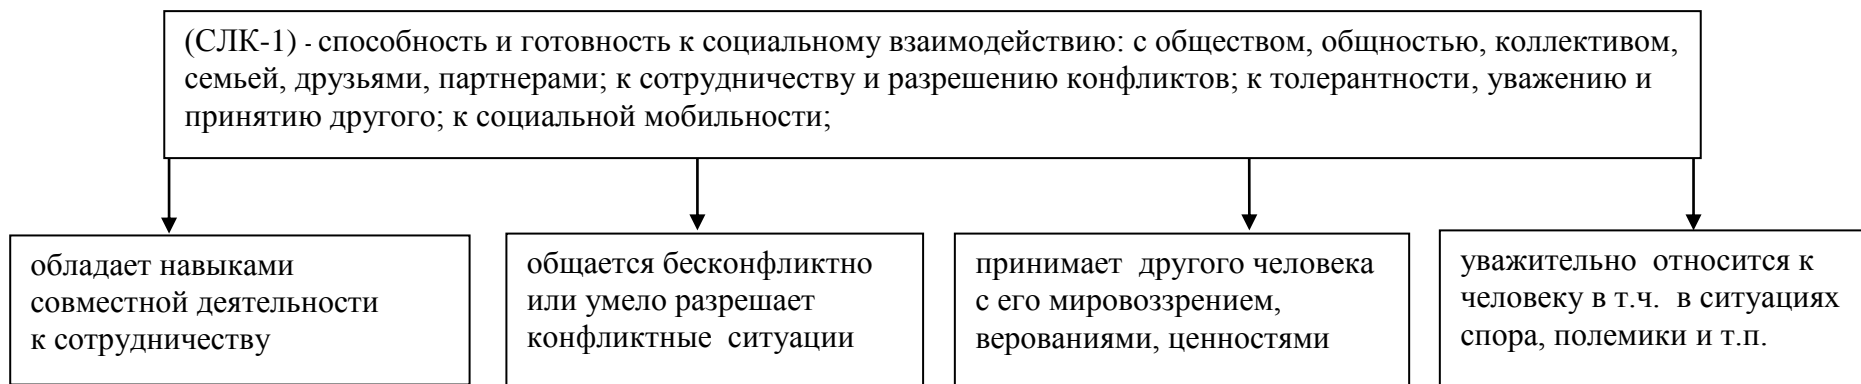 (СЛК-1) - способность и готовность к социальному взаимодействию: с обществом, общностью, коллективом,
семьей, друзьями, партнерами; к сотрудничеству и разрешению конфликтов; к толерантности, уважению и
принятию другого; к социальной мобильности;
обладает навыками
совместной деятельности
к сотрудничеству
общается бесконфликтно
или умело разрешает
конфликтные ситуации
принимает другого человека
с его мировоззрением,
верованиями, ценностями
уважительно относится к
человеку в т.ч. в ситуациях
спора, полемики и т.п.